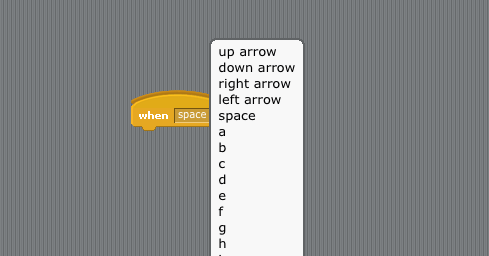 when space
up arrow
down arrow
right arrow
left arrow
space
a
b
c
d
e
f
g
h